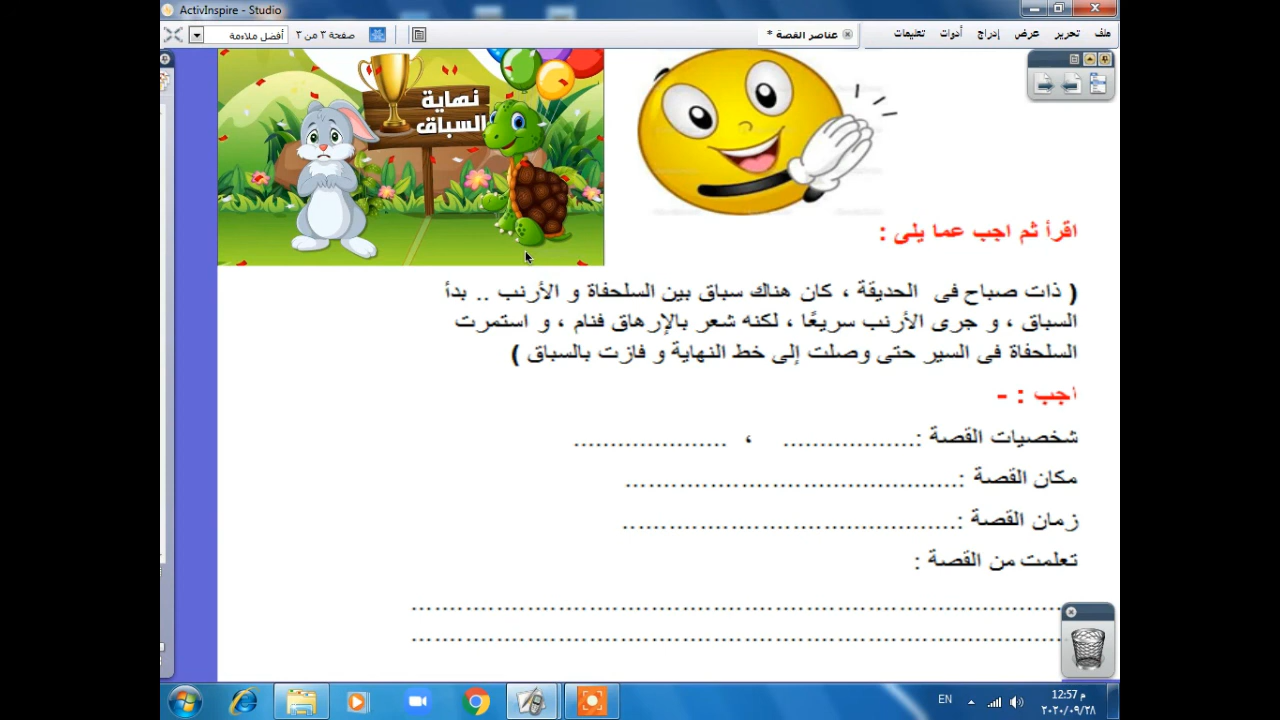 ActivInspire - Studio
ملف تحرير عرض إدراج أدوات تعليمات
عناصر القصة *
صفحة ٣ من ٣
أفضل ملاءمة
نهاية
السباق
اقرأ ثم اجب عما يلى :
( ذات صباح فى الحديقة ، كان هناك سباق بين السلحفاة و الأرنب .. بدأ
السباق ، و جرى الأرنب سريعًا ، لكنه شعر بالإرهاق فنام ، و استمرت
السلحفاة فى السير حتى وصلت إلى خط النهاية و فازت بالسباق )
اجب : -
شخصيات القصة :.................. ، .....................
مكان القصة :.............................................
زمان القصة :.............................................
تعلمت من القصة :
.........................................................................................
.........................................................................................
EN
12:57 م
٢٠٢٠/٠٩/٢٨